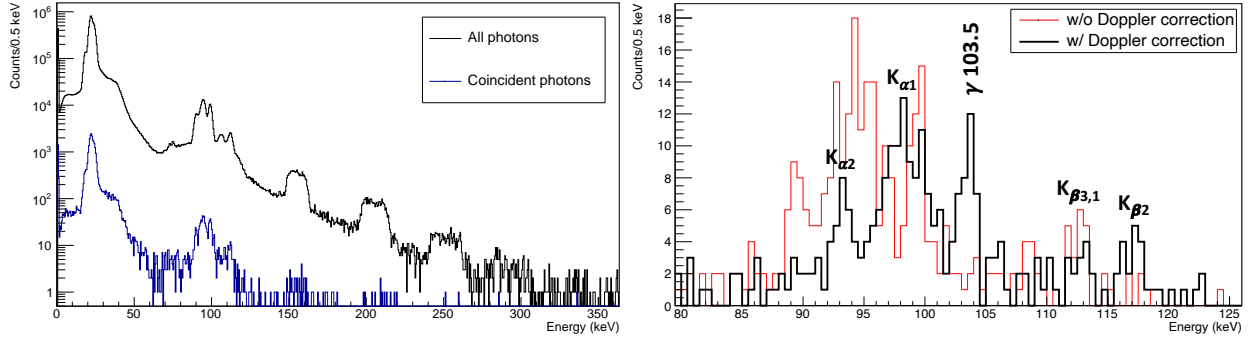 Counts/0.5 keV
10⁶
10⁵
10⁴
10³
10²
10
1
All photons
Coincident photons
0 50 100 150 200 250 300 350
Energy (keV)
Counts/0.5 keV
18
16
14
12
10
8
6
4
2
0
w/o Doppler correction
w/ Doppler correction
Kα2
Kα1
γ 103.5
Kβ3,1
Kβ2
80 85 90 95 100 105 110 115 120 125
Energy (keV)